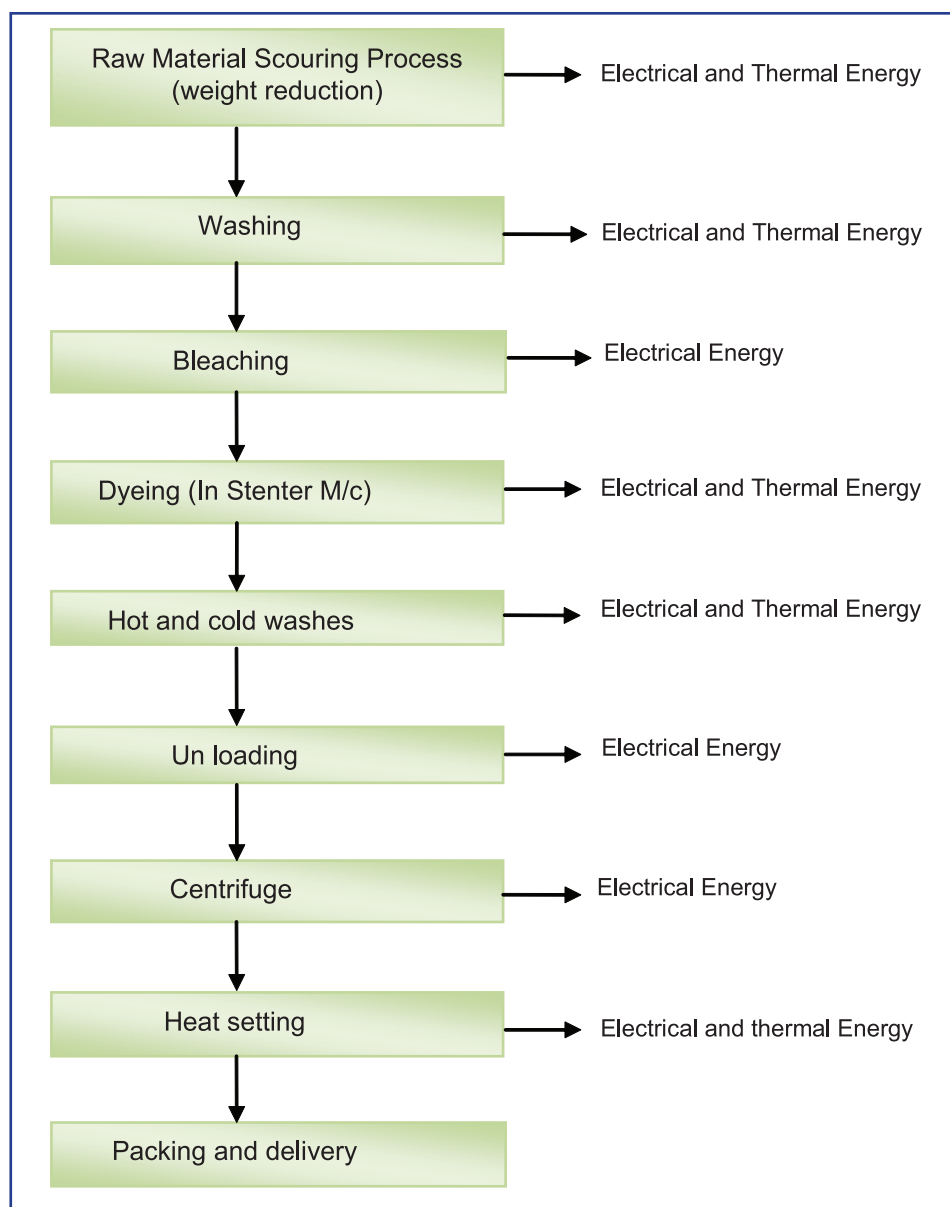 Raw Material Scouring Process
(weight reduction)
Electrical and Thermal Energy
Washing
Electrical and Thermal Energy
Bleaching
Electrical Energy
Dyeing (In Stenter M/c)
Electrical and Thermal Energy
Hot and cold washes
Electrical and Thermal Energy
Un loading
Electrical Energy
Centrifuge
Electrical Energy
Heat setting
Electrical and thermal Energy
Packing and delivery